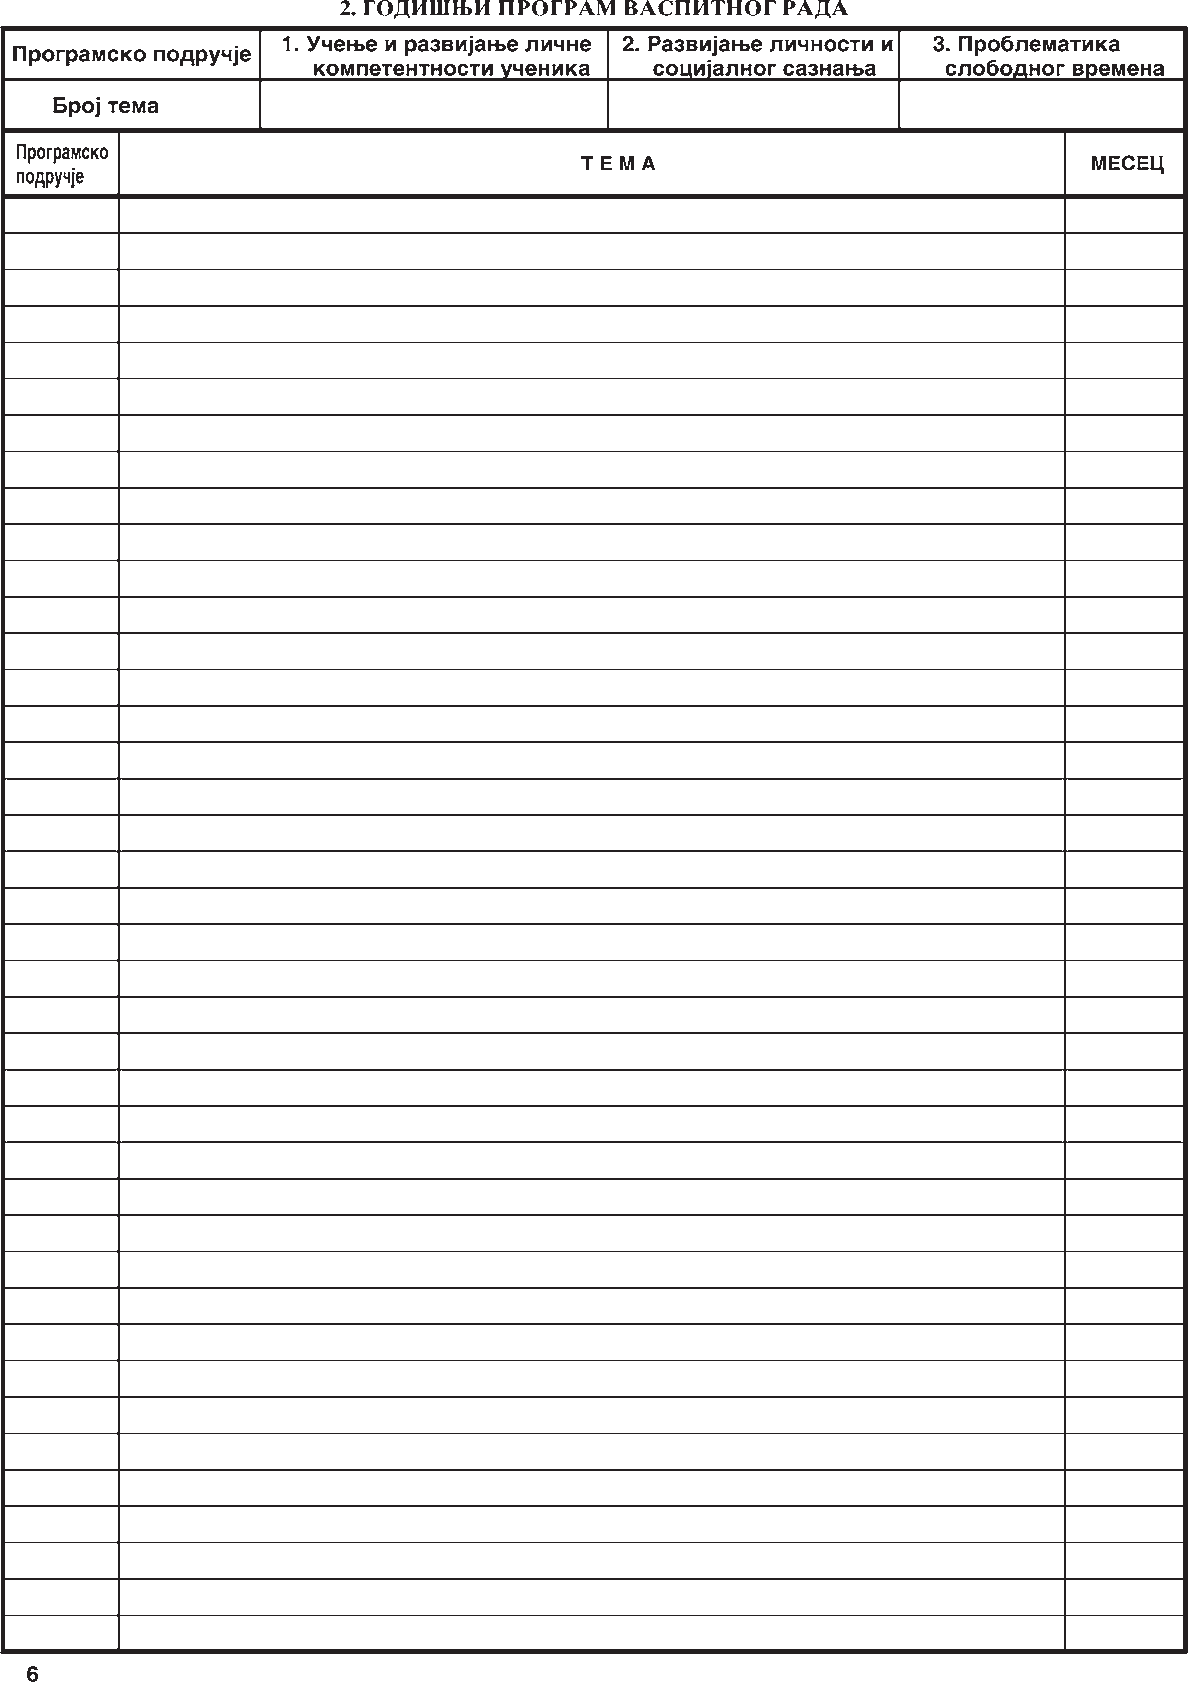 2. ГОДИШЊИ ПРОГРАМ ВАСПИТНОГ РАДА
Програмско подручје
1. Учење и развијање личне
компетентности ученика
2. Развијање личности и
социјалног сазнања
3. Проблематика
слободног времена
Број тема
Програмско
подручје
Т Е М А
МЕСЕЦ
6